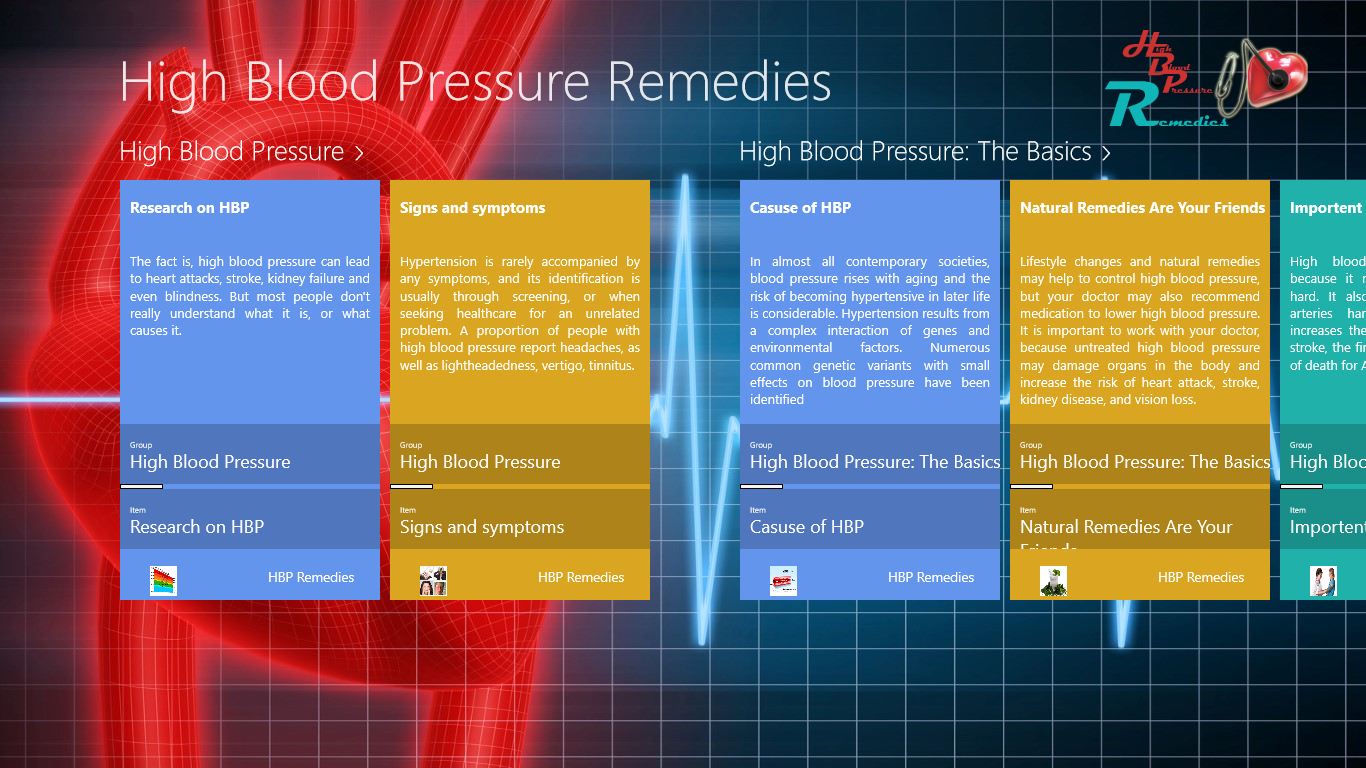 High Blood Pressure Remedies
High
Blood
Pressure
Remedies
High Blood Pressure >
High Blood Pressure: The Basics >
Research on HBP
The fact is, high blood pressure can lead
to heart attacks, stroke, kidney failure and
even blindness. But most people don't
really understand what it is, or what
causes it.
Group
High Blood Pressure
Item
Research on HBP
HBP Remedies
Signs and symptoms
Hypertension is rarely accompanied by
any symptoms, and its identification is
usually through screening, or when
seeking healthcare for an unrelated
problem. A proportion of people with
high blood pressure report headaches, as
well as lightheadedness, vertigo, tinnitus.
Group
High Blood Pressure
Item
Signs and symptoms
HBP Remedies
Casuse of HBP
In almost all contemporary societies,
blood pressure rises with aging and the
risk of becoming hypertensive in later life
is considerable. Hypertension results from
a complex interaction of genes and
environmental factors. Numerous
common genetic variants with small
effects on blood pressure have been
identified
Group
High Blood Pressure: The Basics
Item
Casuse of HBP
HBP Remedies
Natural Remedies Are Your Friends
Lifestyle changes and natural remedies
may help to control high blood pressure,
but your doctor may also recommend
medication to lower high blood pressure.
It is important to work with your doctor,
because untreated high blood pressure
may damage organs in the body and
increase the risk of heart attack, stroke,
kidney disease, and vision loss.
Group
High Blood Pressure: The Basics
Item
Natural Remedies Are Your
Friends
HBP Remedies
Importent
High blood
because it
hard. It also
arteries
increases the
stroke, the
of death for
Group
High
Item
Importent